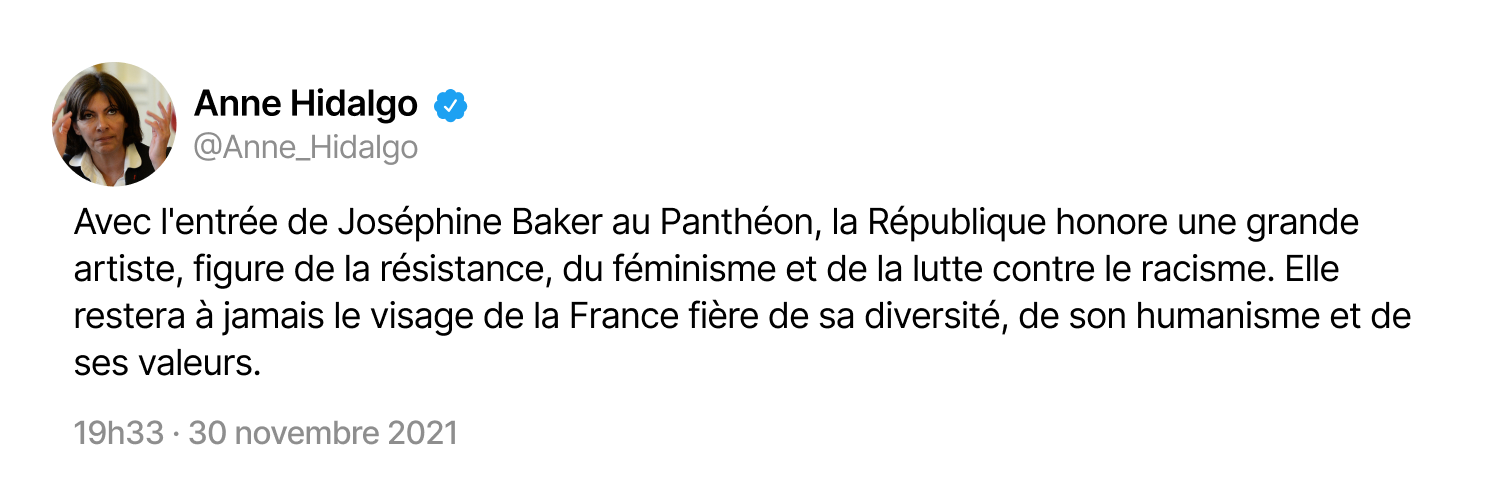 Anne Hidalgo
@Anne_Hidalgo
Avec l'entrée de Joséphine Baker au Panthéon, la République honore une grande
artiste, figure de la résistance, du féminisme et de la lutte contre le racisme. Elle
restera à jamais le visage de la France fière de sa diversité, de son humanisme et de
ses valeurs.
19h33 · 30 novembre 2021